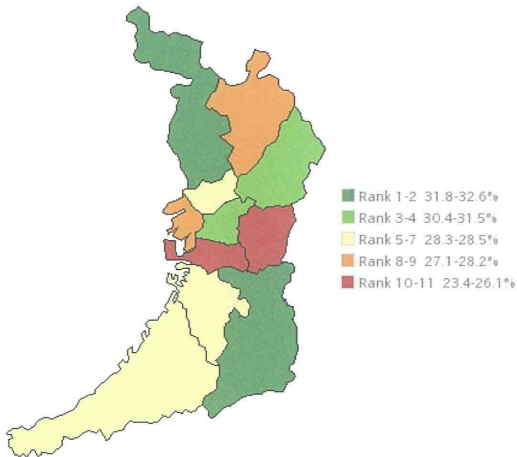 Rank 1-2 31.8-32.6%
Rank 3-4 30.4-31.5%
Rank 5-7 28.3-28.5%
Rank 8-9 27.1-28.2%
Rank 10-11 23.4-26.1%